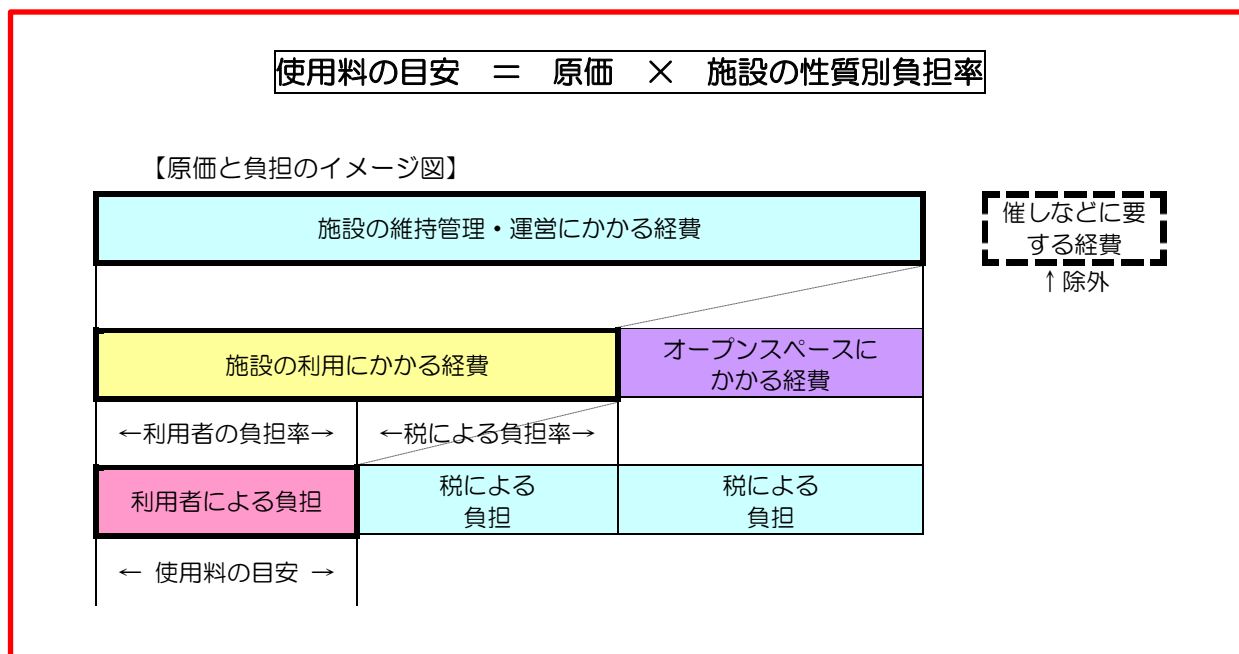 使用料の目安 ＝ 原価 × 施設の性質別負担率
【原価と負担のイメージ図】
施設の維持管理・運営にかかる経費
催しなどに要
する経費
↑除外
施設の利用にかかる経費
オープンスペースに
かかる経費
←利用者の負担率→
←税による負担率→
利用者による負担
税による
負担
税による
負担
← 使用料の目安 →